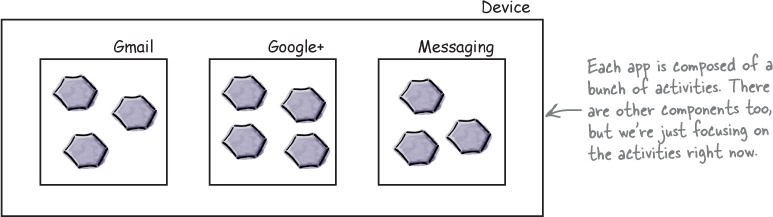 Device
Gmail
Google+
Messaging
Each app is composed of a
bunch of activities. There
are other components too,
but we're just focusing on
the activities right now.